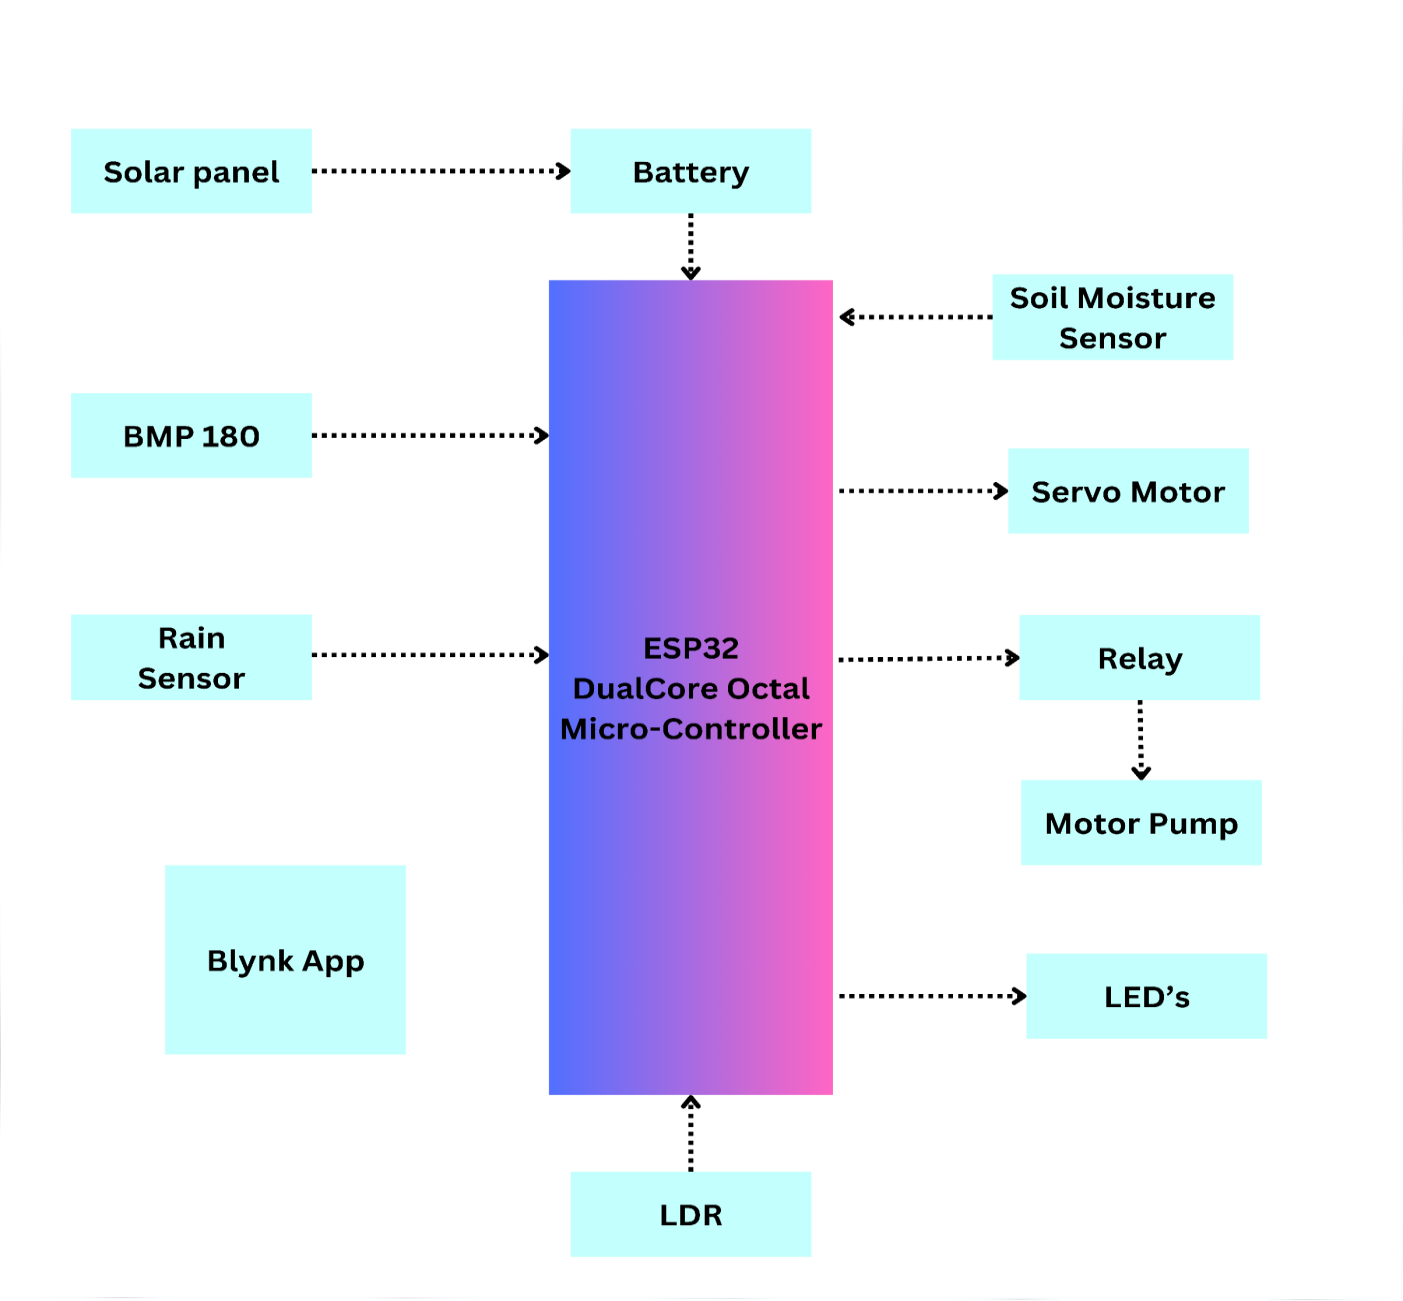 Solar panel
Battery
Soil Moisture
Sensor
BMP 180
Servo Motor
Rain
Sensor
ESP32
DualCore Octal
Micro-Controller
Relay
Motor Pump
Blynk App
LED’s
LDR